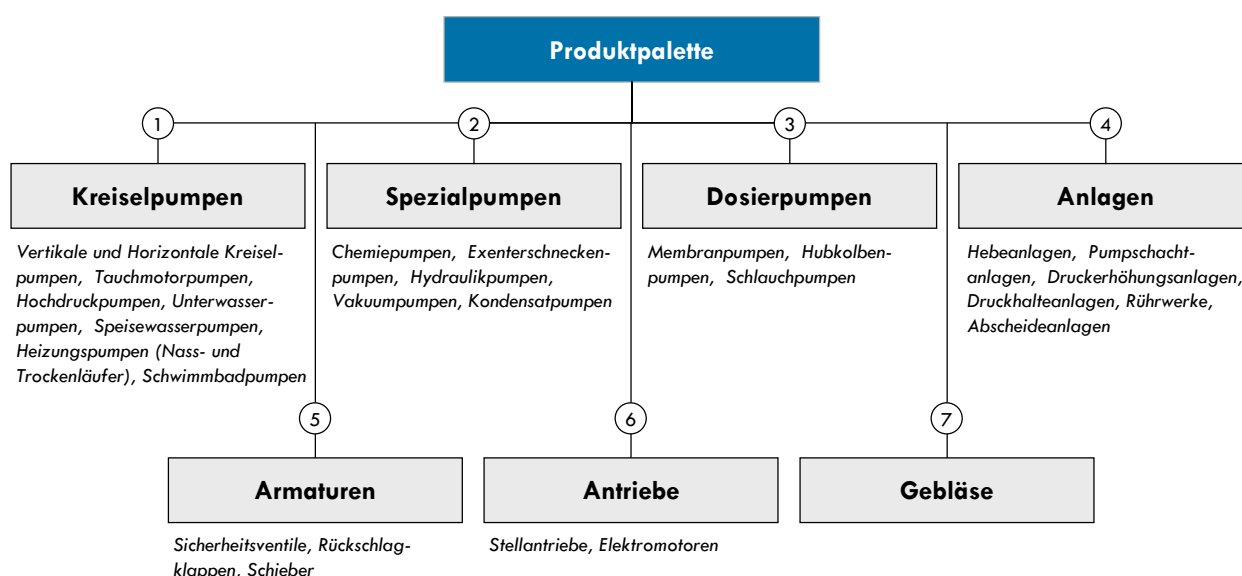 Produktpalette
1
Kreiselpumpen
Vertikale und Horizontale Kreisel-
pumpen, Tauchmotorpumpen,
Hochdruckpumpen, Unterwasser-
pumpen, Speisewasserpumpen,
Heizungspumpen (Nass- und
Trockenläufer), Schwimmbadpumpen
2
Spezialpumpen
Chemiepumpen, Exenterschnecken-
pumpen, Hydraulikpumpen,
Vakuumpumpen, Kondensatpumpen
3
Dosierpumpen
Membranpumpen, Hubkolben-
pumpen, Schlauchpumpen
4
Anlagen
Hebeanlagen, Pumpschacht-
anlagen, Druckerhöhungsanlagen,
Druckhalteanlagen, Rührwerke,
Abscheideanlagen
5
Armaturen
Sicherheitsventile, Rückschlag-
klappen, Schieber
6
Antriebe
Stellantriebe, Elektromotoren
7
Gebläse